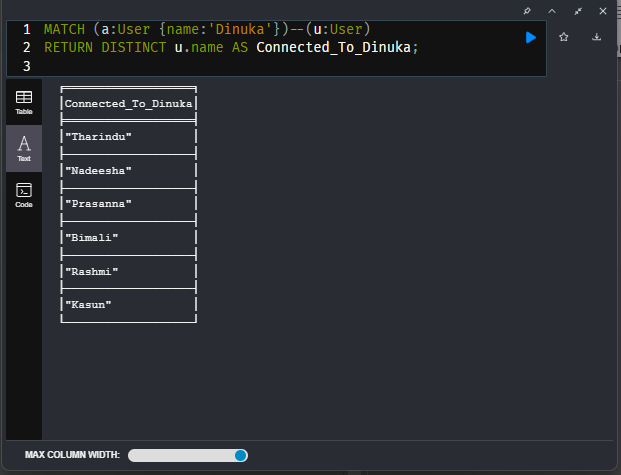 1 MATCH (a:User {name:'Dinuka'})--(u:User)
2 RETURN DISTINCT u.name AS Connected_To_Dinuka;
3
Table
Text
Code
Connected_To_Dinuka
"Tharindu"
"Nadeesha"
"Prasanna"
"Bimali"
"Rashmi"
"Kasun"
MAX COLUMN WIDTH: